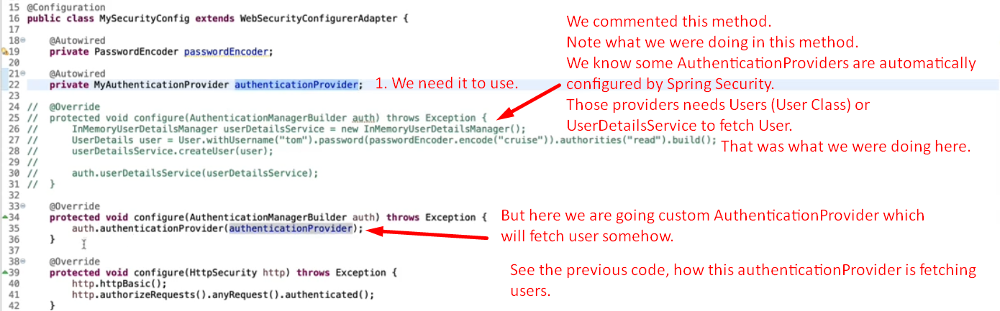 15 @Configuration
16 public class MySecurityConfig extends WebSecurityConfigurerAdapter {
17
18 @Autowired
19 private PasswordEncoder passwordEncoder;
20
21 @Autowired
22 private MyAuthenticationProvider authenticationProvider; 1. We need it to use.
24 // @Override
25 // protected void configure(AuthenticationManagerBuilder auth) throws Exception {
26 // InMemoryUserDetailsManager userDetailsService = new InMemoryUserDetailsManager();
27 // UserDetails user = User.withUsername("tom").password(passwordEncoder.encode("cruise")).authorities("read").build();
28 // userDetailsService.createUser(user);
29 //
30 // auth.userDetailsService(userDetailsService);
31 // }
32
33 @Override
34 protected void configure(AuthenticationManagerBuilder auth) throws Exception {
35 auth.authenticationProvider(authenticationProvider);
36 }
37
38 @Override
39 protected void configure(HttpSecurity http) throws Exception {
40 http.httpBasic();
41 http.authorizeRequests().anyRequest().authenticated();
42 }
We commented this method.
Note what we were doing in this method.
We know some AuthenticationProviders are automatically
configured by Spring Security.
Those providers needs Users (User Class) or
UserDetailsService to fetch User.
That was what we were doing here.
But here we are going custom AuthenticationProvider which
will fetch user somehow.
See the previous code, how this authenticationProvider is fetching
users.